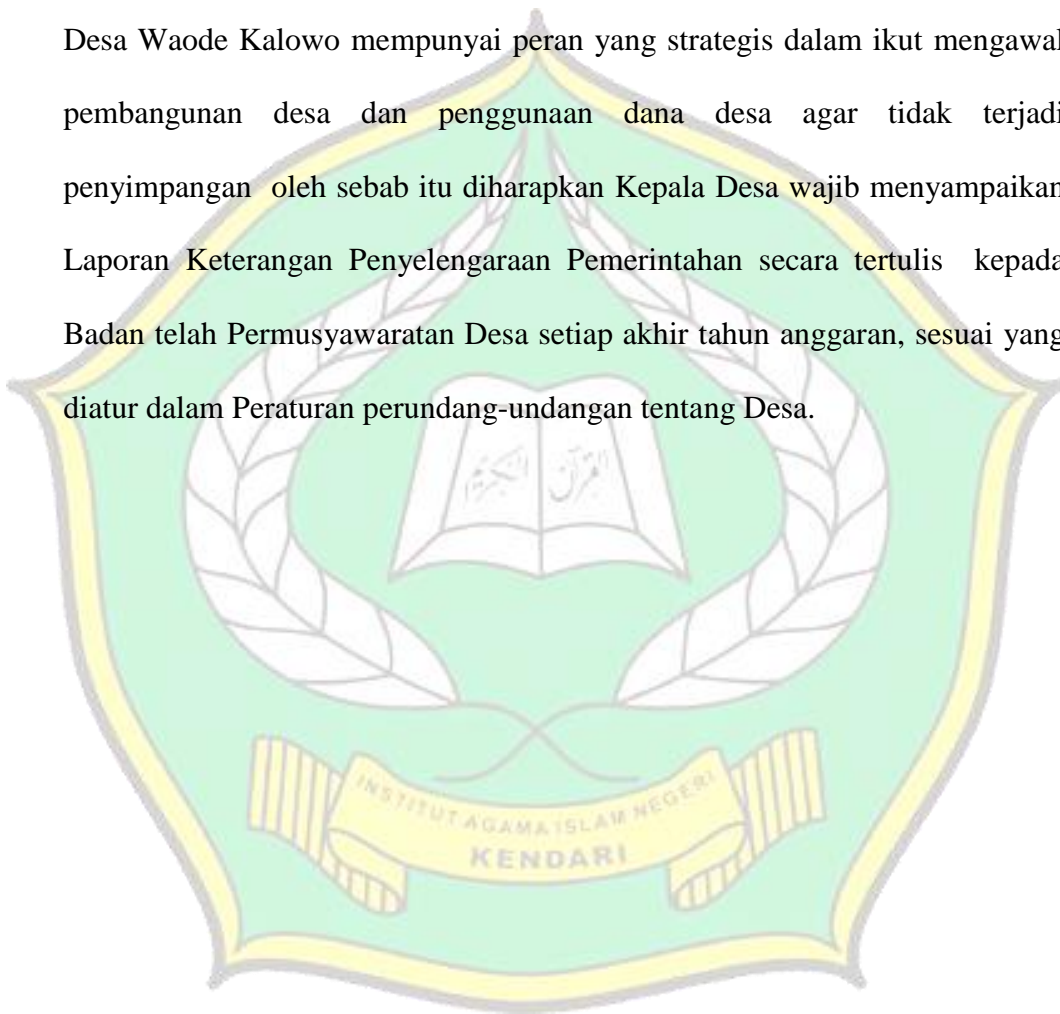 Desa Waode Kalowo mempunyai peran yang strategis dalam ikut mengawal
pembangunan desa dan penggunaan dana desa agar tidak terjadi
penyimpangan oleh sebab itu diharapkan Kepala Desa wajib menyampaikan
Laporan Keterangan Penyelengaraan Pemerintahan secara tertulis kepada
Badan telah Permusyawaratan Desa setiap akhir tahun anggaran, sesuai yang
diatur dalam Peraturan perundang-undangan tentang Desa.
القرآن الكريم
INSTITUT AGAMA ISLAM NEGERI
KENDARI